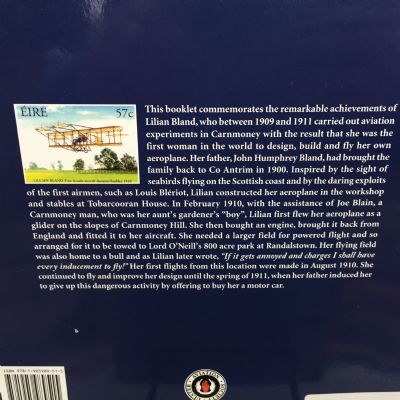 ÉIRE 57c
This booklet commemorates the remarkable achievements of
Lilian Bland, who between 1909 and 1911 carried out aviation
experiments in Carnmoney with the result that she was the
first woman in the world to design, build and fly her own
aeroplane. Her father, John Humphrey Bland, had brought the
family back to Co Antrim in 1900. Inspired by the sight of
seabirds flying on the Scottish coast and by the daring exploits
of the first airmen, such as Louis Blériot, Lilian constructed her aeroplane in the workshop
and stables at Tobarcooran House. In February 1910, with the assistance of Joe Blain, a
Carnmoney man, who was her aunt's gardener's "boy", Lilian first flew her aeroplane as a
glider on the slopes of Carnmoney Hill. She then bought an engine, brought it back from
England and fitted it to her aircraft. She needed a larger field for powered flight and so
arranged for it to be towed to Lord O'Neill's 800 acre park at Randalstown. Her flying field
was also home to a bull and as Lilian later wrote, "If it gets annoyed and charges I shall have
every inducement to fly!" Her first flights from this location were made in August 1910. She
continued to fly and improve her design until the spring of 1911, when her father induced her
to give up this dangerous activity by offering to buy her a motor car.
AVIATION